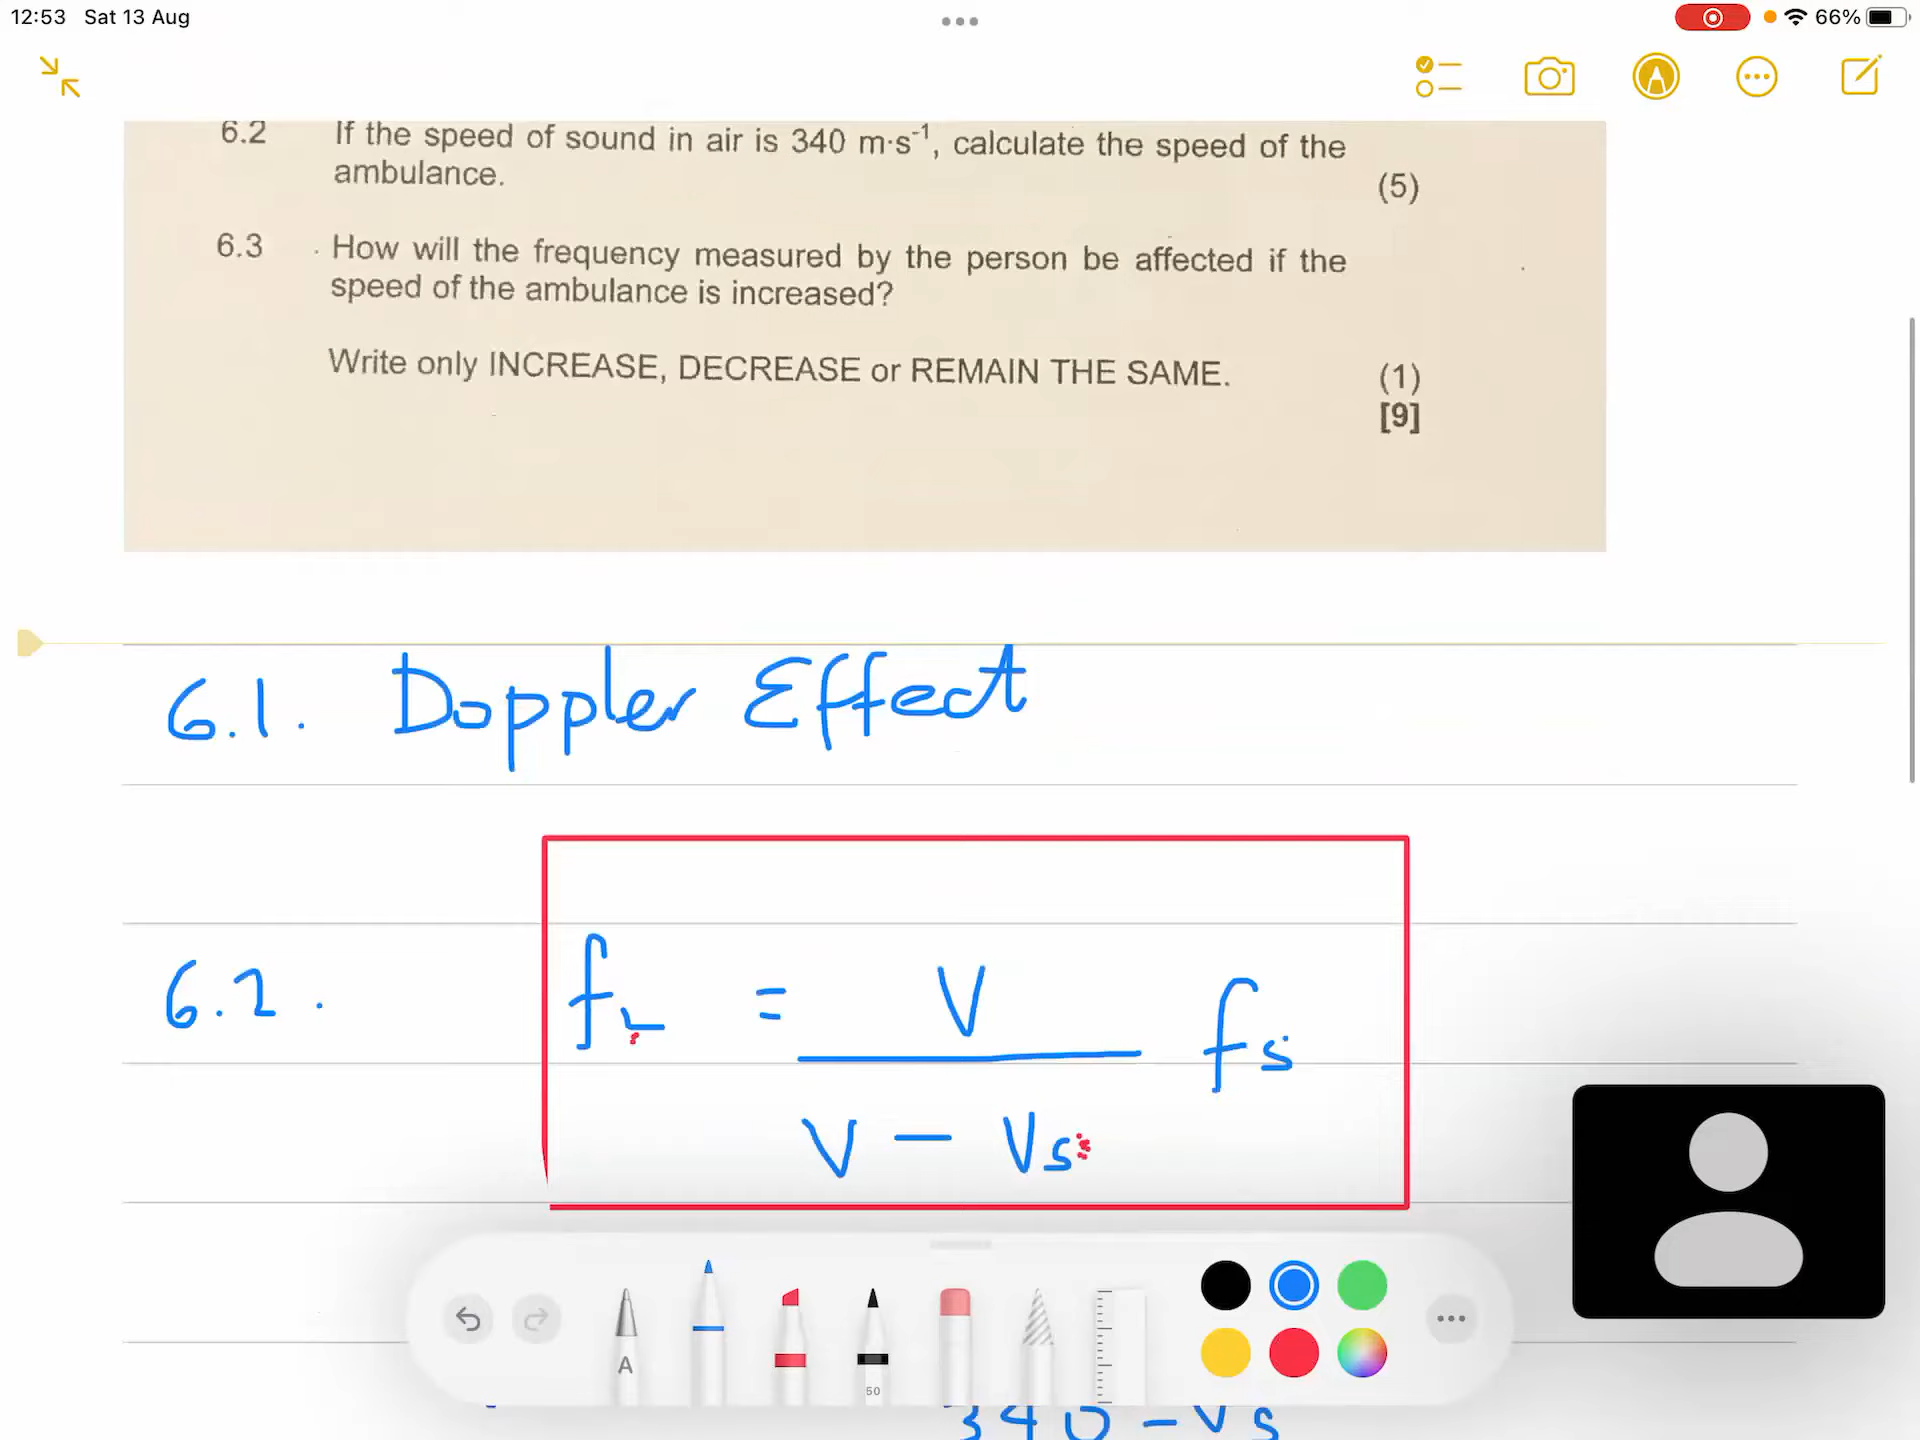 12:53 Sat 13 Aug
66%
6.2 If the speed of sound in air is 340 m·s⁻¹, calculate the speed of the
ambulance.
(5)
6.3 How will the frequency measured by the person be affected if the
speed of the ambulance is increased?
Write only INCREASE, DECREASE or REMAIN THE SAME.
(1)
[9]
6.1. Doppler Effect
6.2.
fL = V fs
V - Vs
A
50
340 - Vs